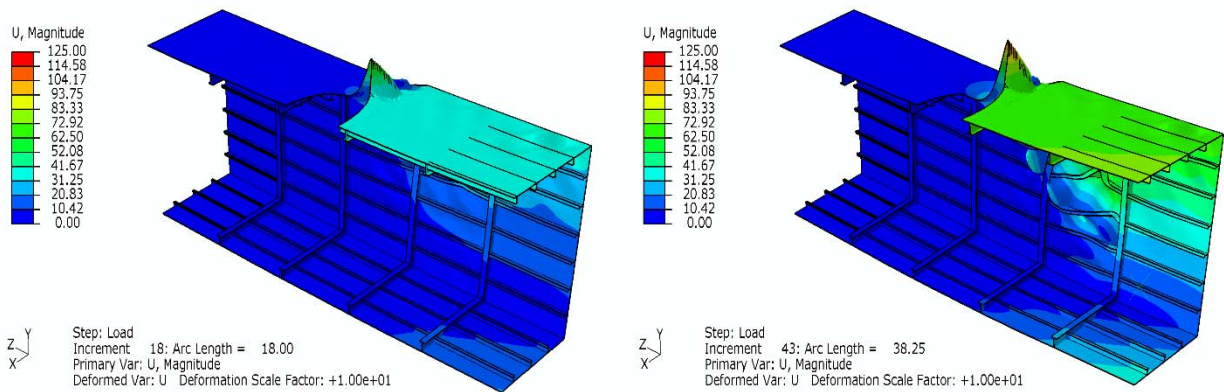 U, Magnitude
125.00
114.58
104.17
93.75
83.33
72.92
62.50
52.08
41.67
31.25
20.83
10.42
0.00
Y
Z
X
Step: Load
Increment 18: Arc Length = 18.00
Primary Var: U, Magnitude
Deformed Var: U Deformation Scale Factor: +1.00e+01
U, Magnitude
125.00
114.58
104.17
93.75
83.33
72.92
62.50
52.08
41.67
31.25
20.83
10.42
0.00
Y
Z
X
Step: Load
Increment 43: Arc Length = 38.25
Primary Var: U, Magnitude
Deformed Var: U Deformation Scale Factor: +1.00e+01